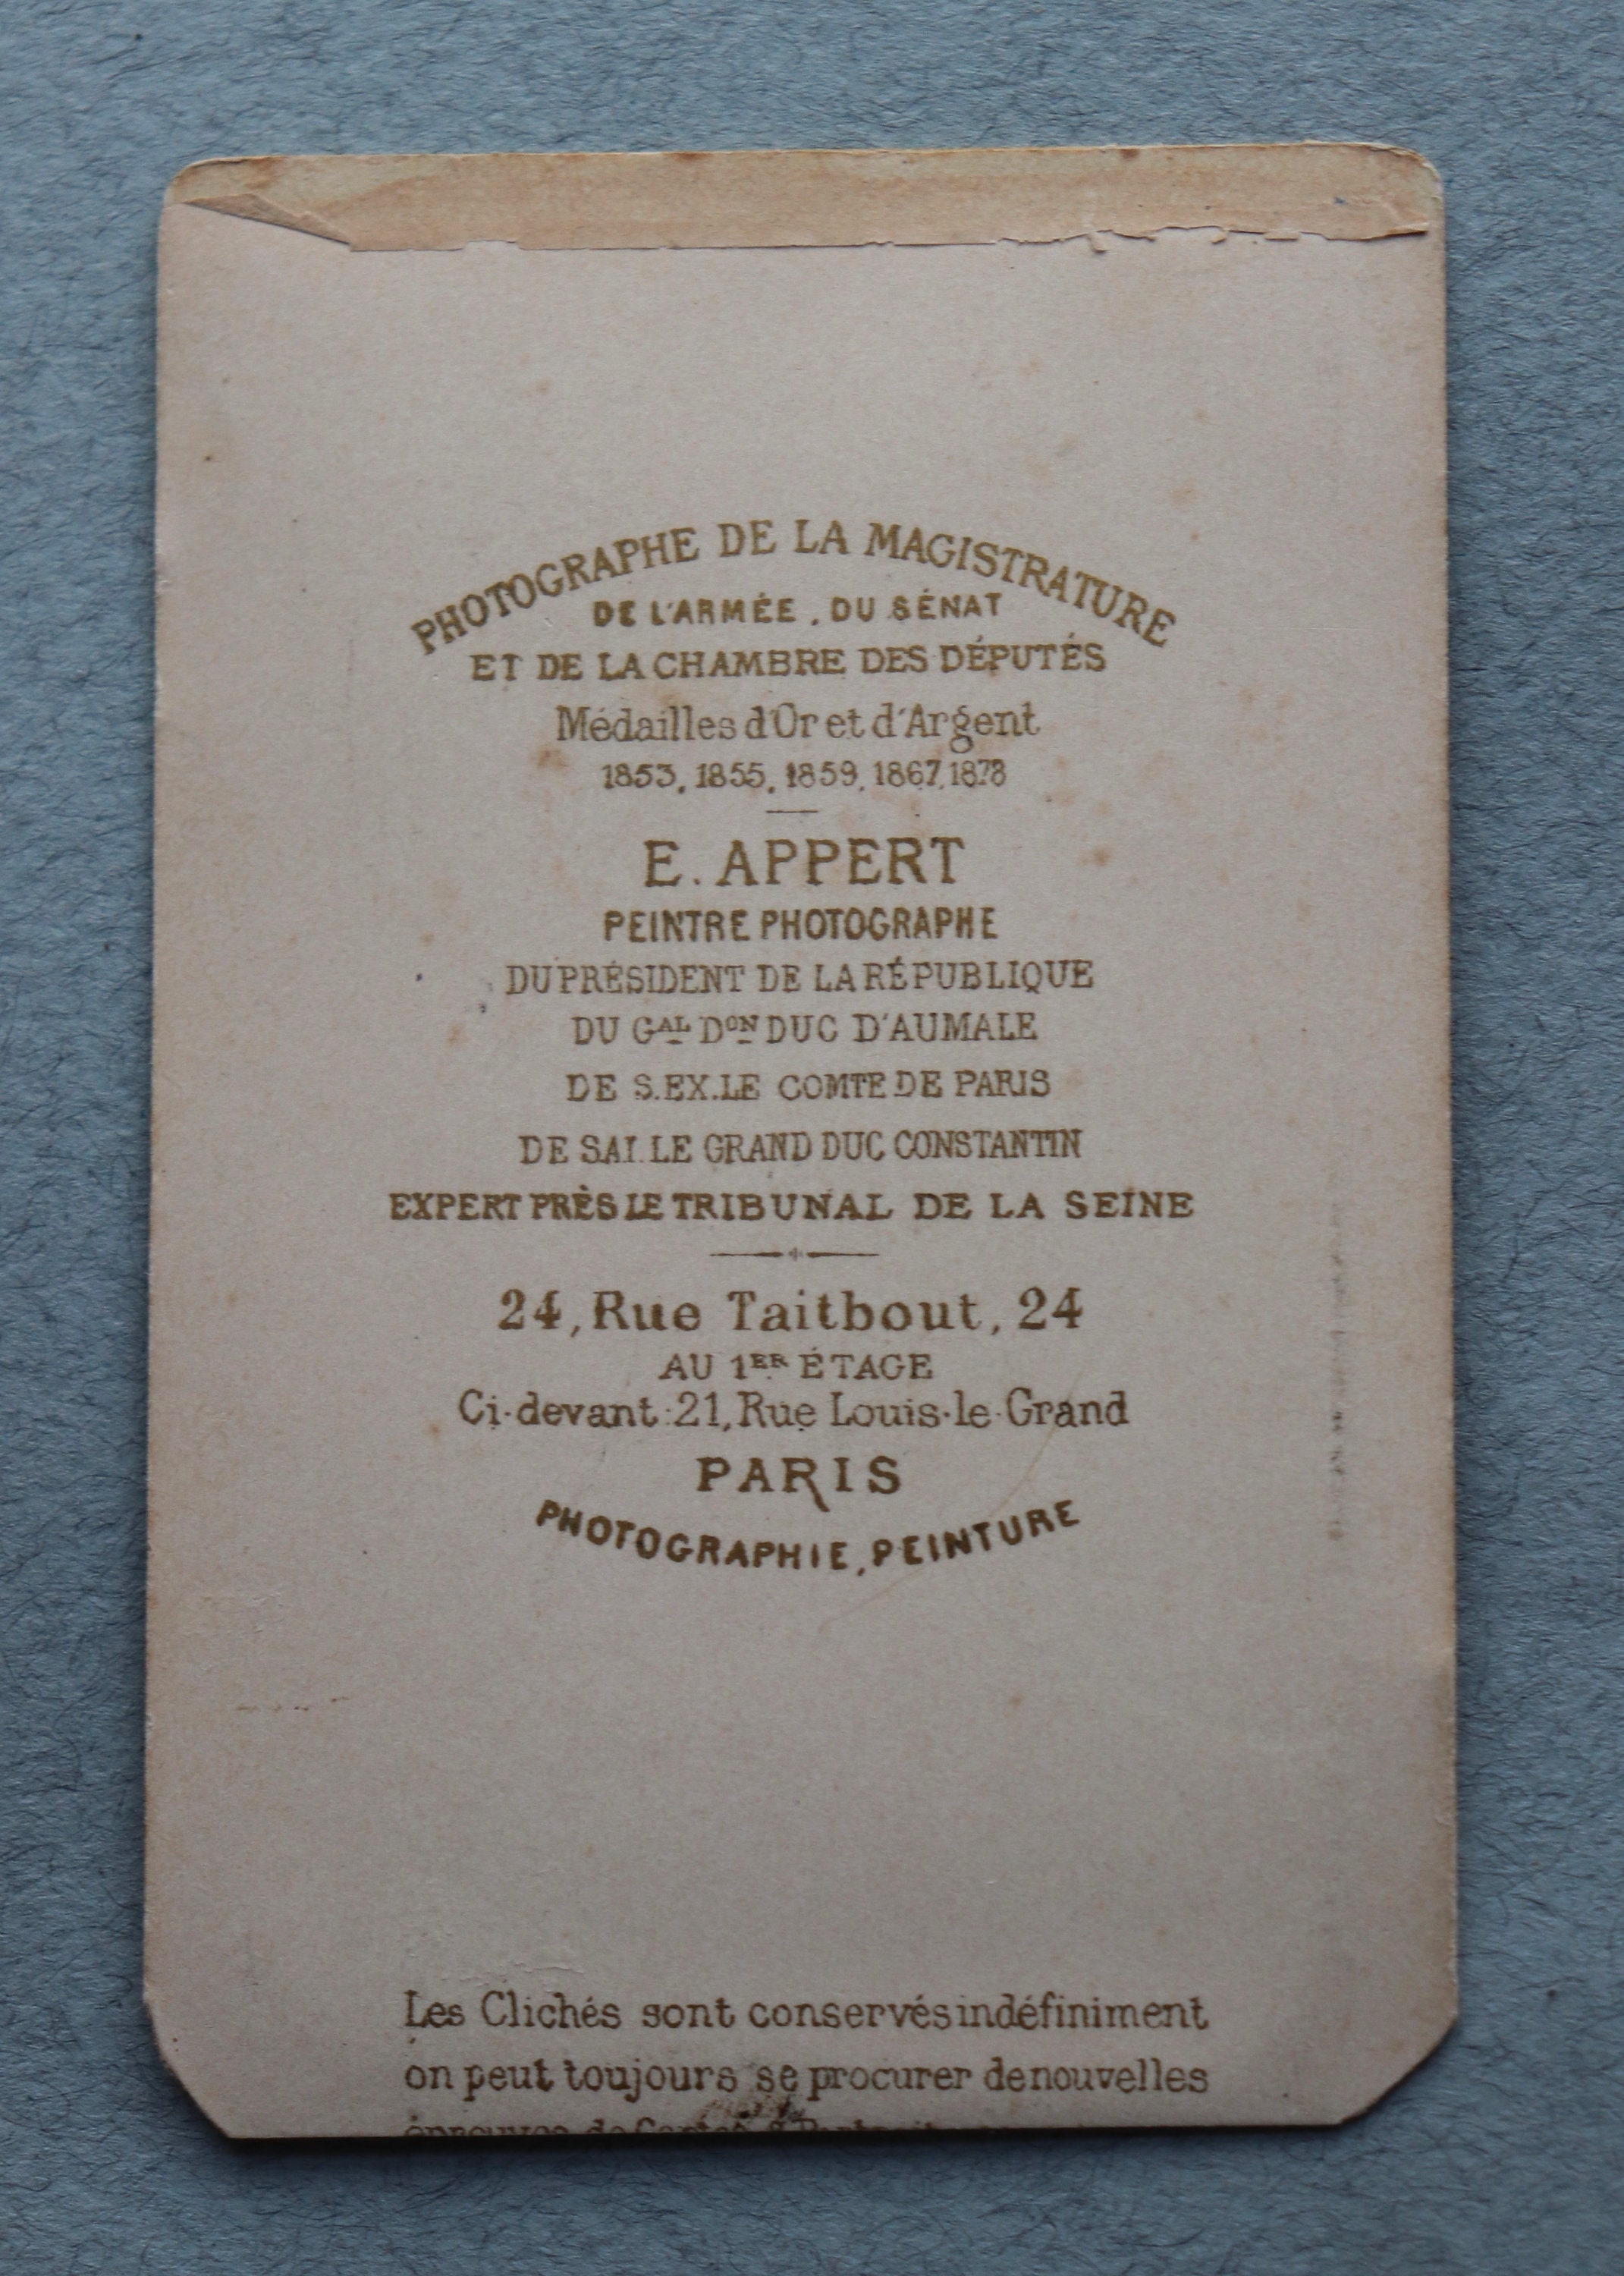 PHOTOGRAPHE DE LA MAGISTRATURE
DE L'ARMÉE, DU SÉNAT
ET DE LA CHAMBRE DES DÉPUTÉS
Médailles d'Or et d'Argent
1853, 1855, 1859, 1867, 1878
E. APPERT
PEINTRE PHOTOGRAPHE
DU PRÉSIDENT DE LA RÉPUBLIQUE
DU GAL DON DUC D'AUMALE
DE S.EX. LE COMTE DE PARIS
DE S.A.I. LE GRAND DUC CONSTANTIN
EXPERT PRÈS LE TRIBUNAL DE LA SEINE
24, Rue Taitbout, 24
AU 1ER ÉTAGE
Ci-devant: 21, Rue Louis-le-Grand
PARIS
PHOTOGRAPHIE, PEINTURE
Les Clichés sont conservés indéfiniment
on peut toujours se procurer de nouvelles
épreuves de Cartes &